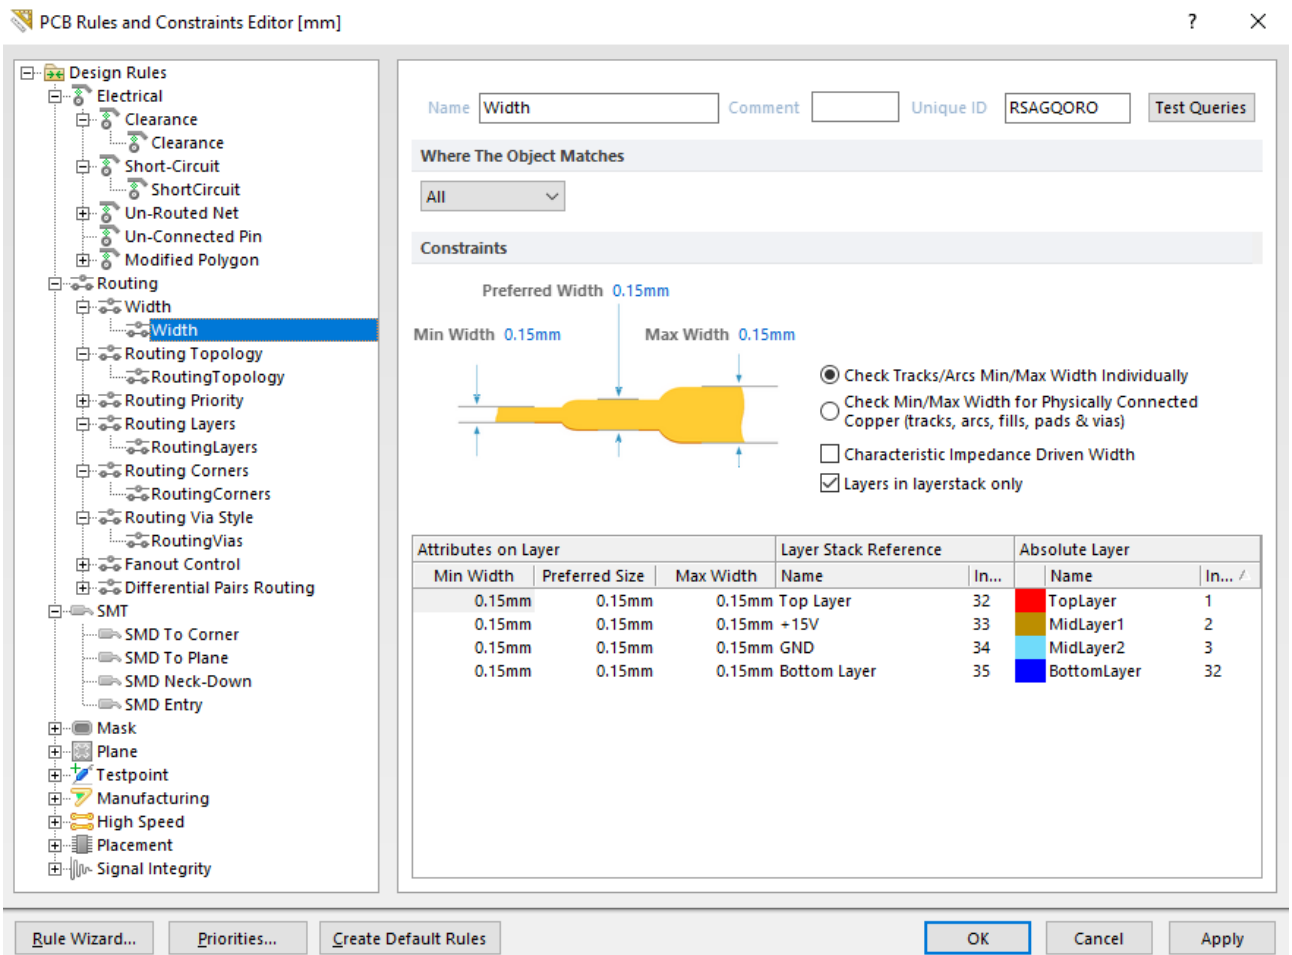 PCB Rules and Constraints Editor [mm]
?
Design Rules
Electrical
Clearance
Clearance
Short-Circuit
ShortCircuit
Un-Routed Net
Un-Connected Pin
Modified Polygon
Routing
Width
Width
Routing Topology
RoutingTopology
Routing Priority
Routing Layers
RoutingLayers
Routing Corners
RoutingCorners
Routing Via Style
RoutingVias
Fanout Control
Differential Pairs Routing
SMT
SMD To Corner
SMD To Plane
SMD Neck-Down
SMD Entry
Mask
Plane
Testpoint
Manufacturing
High Speed
Placement
Signal Integrity
Name Width Comment Unique ID RSAGQORO Test Queries
Where The Object Matches
All
Constraints
Preferred Width 0.15mm
Min Width 0.15mm Max Width 0.15mm
Check Tracks/Arcs Min/Max Width Individually
Check Min/Max Width for Physically Connected
Copper (tracks, arcs, fills, pads & vias)
Characteristic Impedance Driven Width
Layers in layerstack only
Attributes on Layer Layer Stack Reference Absolute Layer
Min Width Preferred Size Max Width Name In... Name In...
0.15mm 0.15mm 0.15mm Top Layer 32 TopLayer 1
0.15mm 0.15mm 0.15mm +15V 33 MidLayer1 2
0.15mm 0.15mm 0.15mm GND 34 MidLayer2 3
0.15mm 0.15mm 0.15mm Bottom Layer 35 BottomLayer 32
Rule Wizard... Priorities... Create Default Rules OK Cancel Apply